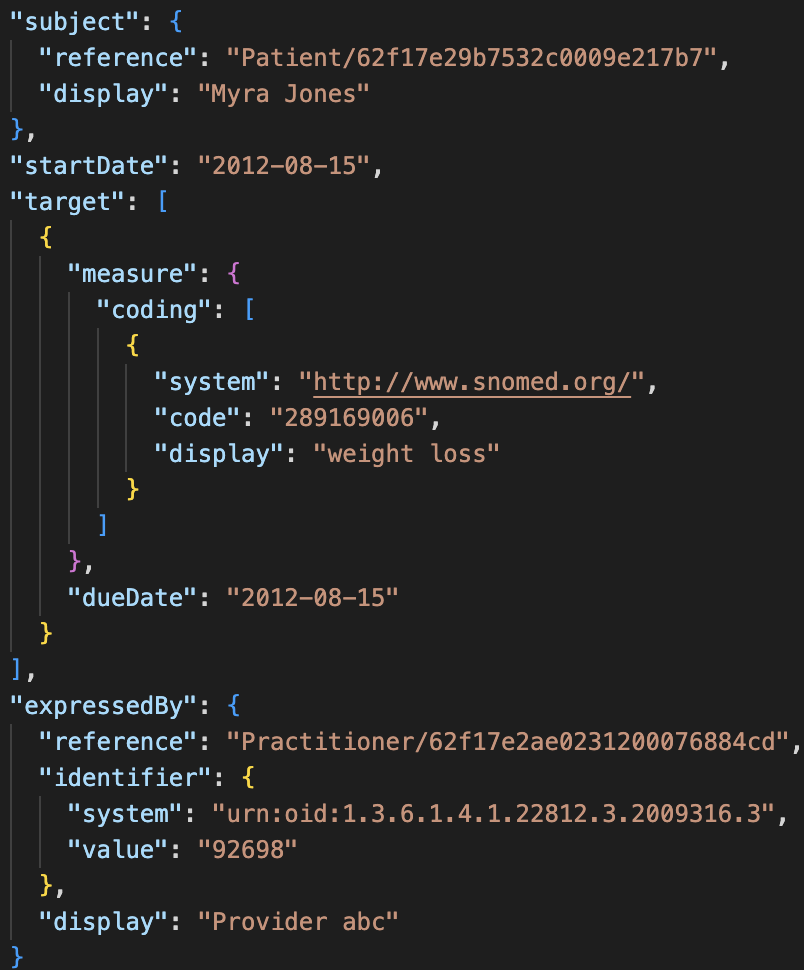 "subject": {
"reference": "Patient/62f17e29b7532c0009e217b7",
"display": "Myra Jones"
},
"startDate": "2012-08-15",
"target": [
{
"measure": {
"coding": [
{
"system": "http://www.snomed.org/",
"code": "289169006",
"display": "weight loss"
}
]
},
"dueDate": "2012-08-15"
}
],
"expressedBy": {
"reference": "Practitioner/62f17e2ae0231200076884cd",
"identifier": {
"system": "urn:oid:1.3.6.1.4.1.22812.3.2009316.3",
"value": "92698"
},
"display": "Provider abc"
}